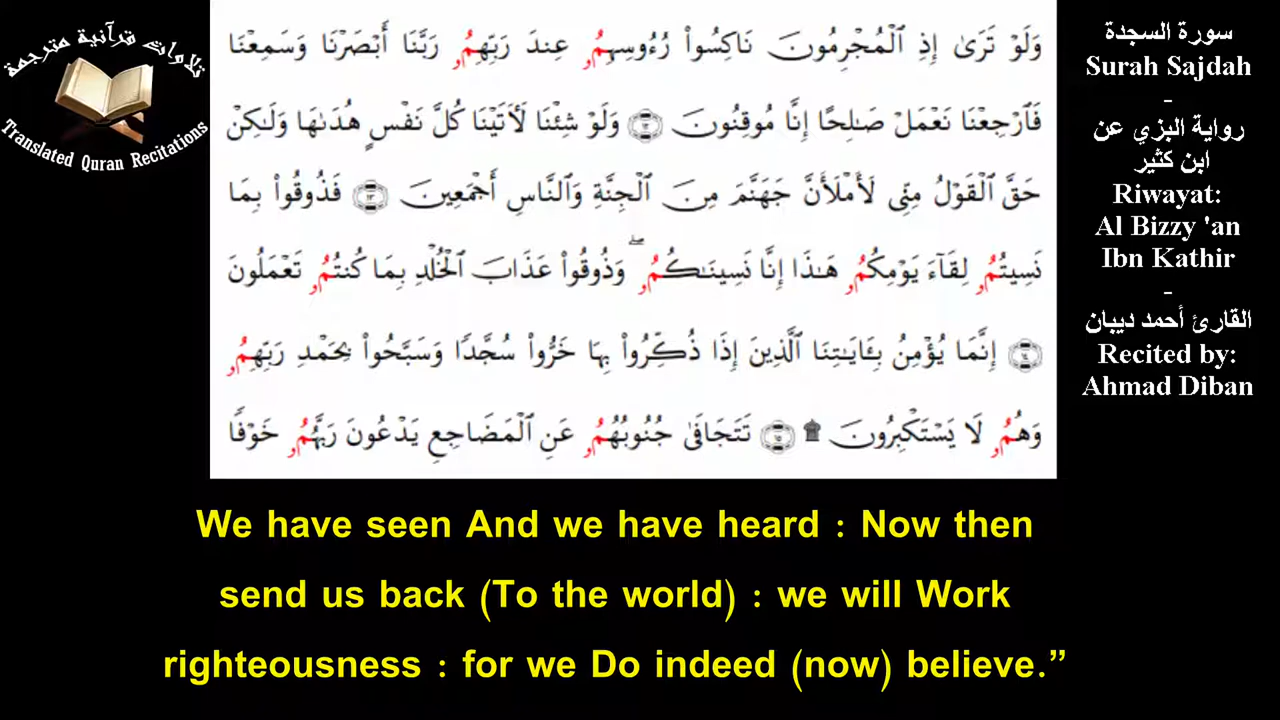 تلاوات قرآنية مترجمة
Translated Quran Recitations
وَلَوْ تَرَىٰٓ إِذِ ٱلْمُجْرِمُونَ نَاكِسُوا۟ رُءُوسِهِمُۥ عِندَ رَبِّهِمُۥ رَبَّنَآ أَبْصَرْنَا وَسَمِعْنَا
فَٱرْجِعْنَا نَعْمَلْ صَٰلِحًا إِنَّا مُوقِنُونَ ١٢ وَلَوْ شِئْنَا لَأٓتَيْنَا كُلَّ نَفْسٍ هُدَىٰهَا وَلَٰكِنْ
حَقَّ ٱلْقَوْلُ مِنِّى لَأَمْلَأَنَّ جَهَنَّمَ مِنَ ٱلْجِنَّةِ وَٱلنَّاسِ أَجْمَعِينَ ١٣ فَذُوقُوا۟ بِمَا
نَسِيتُمُۥ لِقَآءَ يَوْمِكُمُۥ هَٰذَا إِنَّا نَسِينَٰكُمُۥ ۖ وَذُوقُوا۟ عَذَابَ ٱلْخُلْدِ بِمَا كُنتُمُۥ تَعْمَلُونَ
١٤ إِنَّمَا يُؤْمِنُ بِـَٔايَٰتِنَا ٱلَّذِينَ إِذَا ذُكِّرُوا۟ بِهَا خَرُّوا۟ سُجَّدًا وَسَبَّحُوا۟ بِحَمْدِ رَبِّهِمُۥ
وَهُمُۥ لَا يَسْتَكْبِرُونَ ۩ ١٥ تَتَجَافَىٰ جُنُوبُهُمُۥ عَنِ ٱلْمَضَاجِعِ يَدْعُونَ رَبَّهُمُۥ خَوْفًا
سورة السجدة
Surah Sajdah
-
رواية البزي عن
ابن كثير
Riwayat:
Al Bizzy 'an
Ibn Kathir
-
القارئ أحمد ديبان
Recited by:
Ahmad Diban
We have seen And we have heard : Now then
send us back (To the world) : we will Work
righteousness : for we Do indeed (now) believe.”